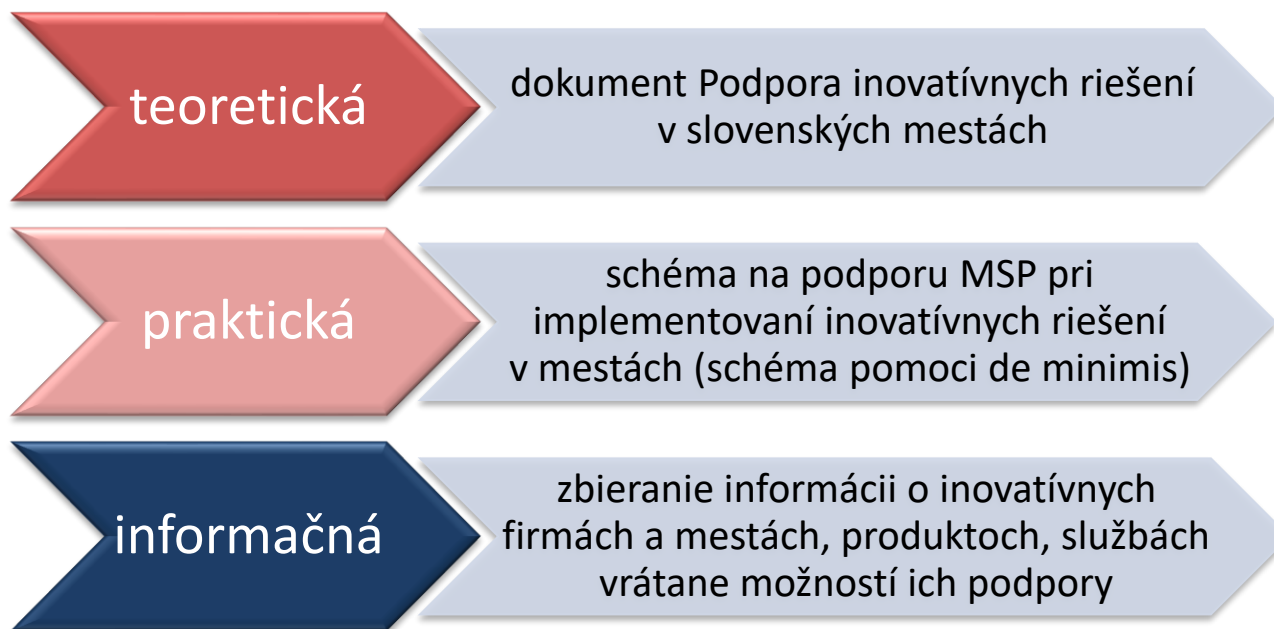 teoretická
dokument Podpora inovatívnych riešení
v slovenských mestách
praktická
schéma na podporu MSP pri
implementovaní inovatívnych riešení
v mestách (schéma pomoci de minimis)
informačná
zbieranie informácii o inovatívnych
firmách a mestách, produktoch, službách
vrátane možností ich podpory